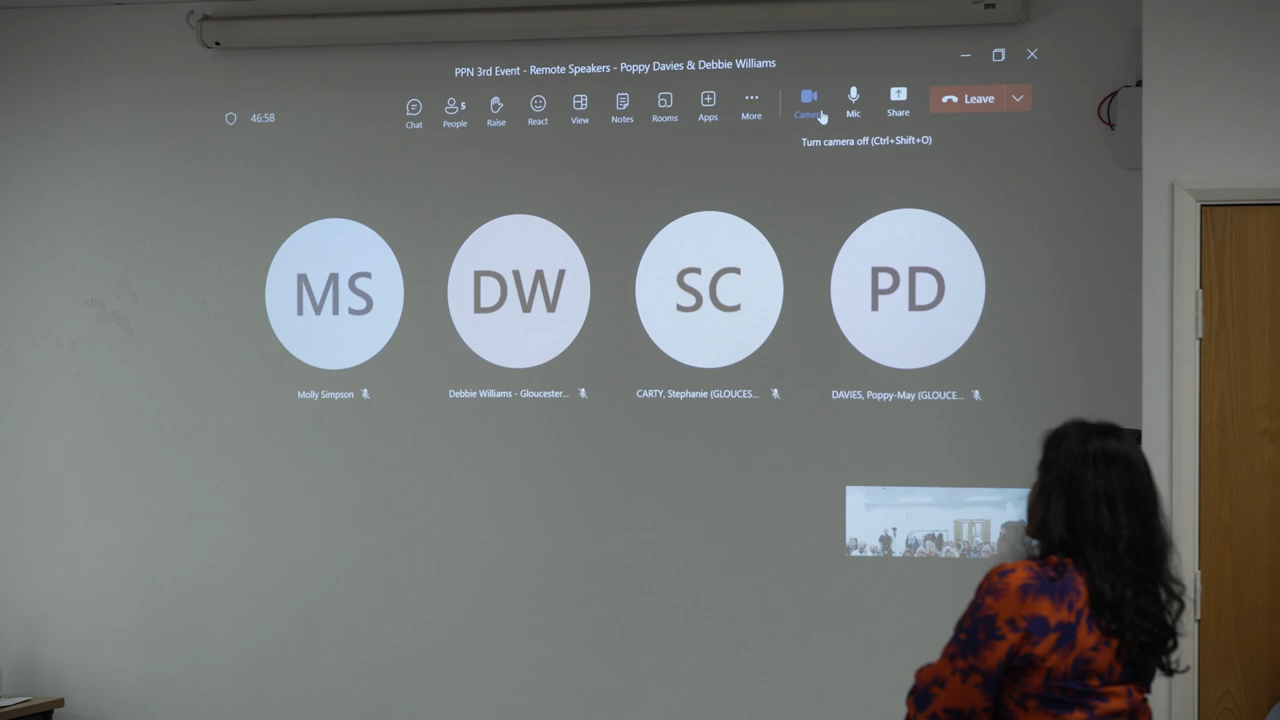 PPN 3rd Event - Remote Speakers - Poppy Davies & Debbie Williams
46:58
Chat
People
5
Raise
React
View
Notes
Rooms
Apps
More
Camera
Mic
Share
Leave
Turn camera off (Ctrl+Shift+O)
MS
DW
SC
PD
Molly Simpson
Debbie Williams - Gloucester...
CARTY, Stephanie (GLOUCES...
DAVIES, Poppy-May (GLOUCE...